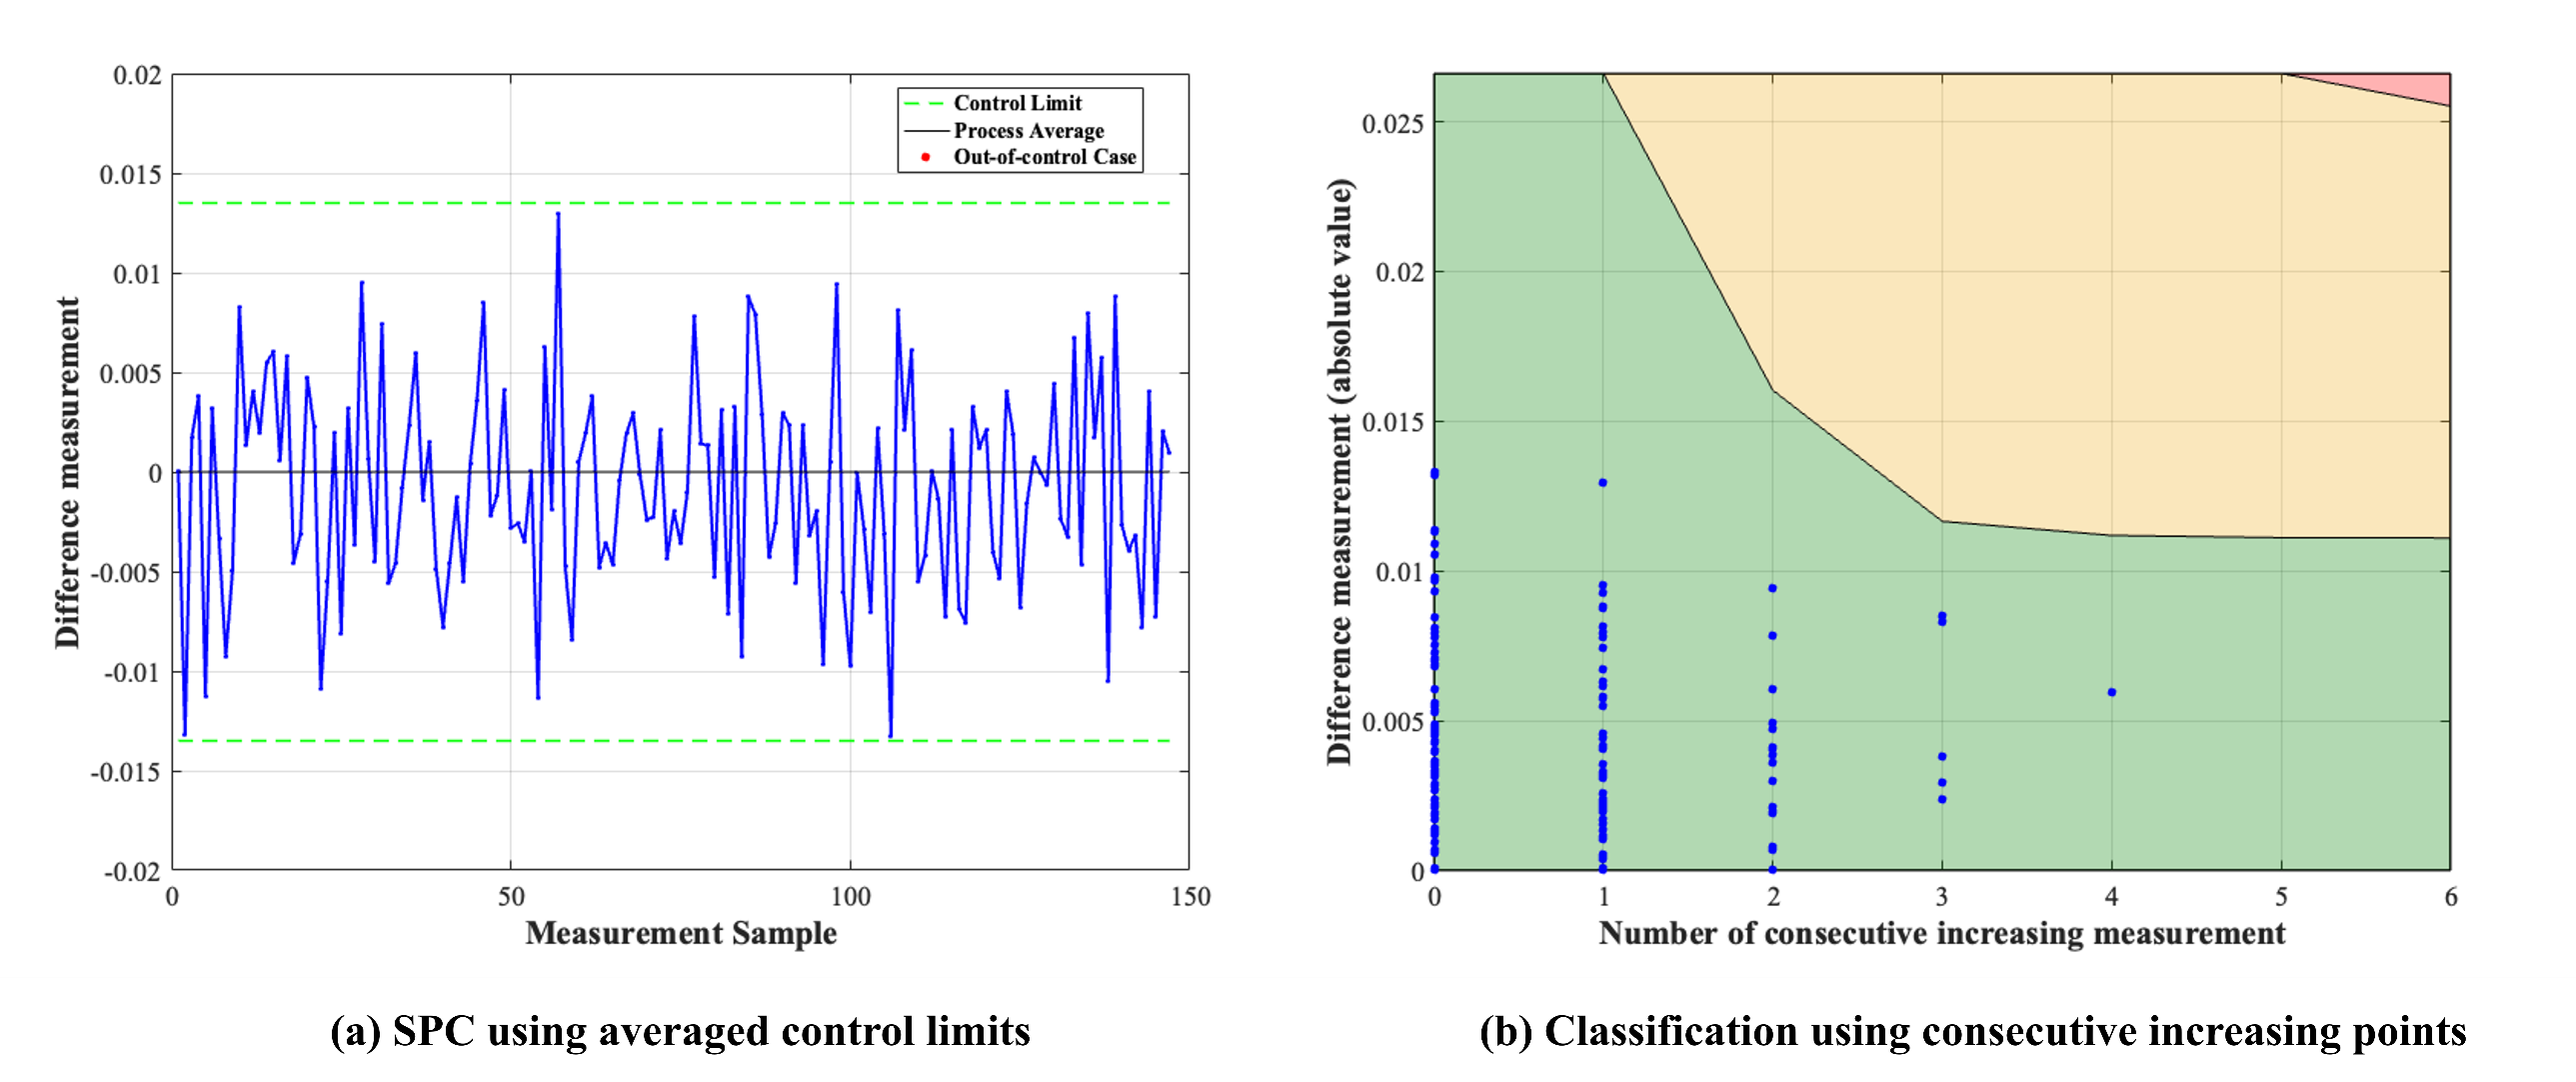 0.02
0.015
0.01
0.005
0
-0.005
-0.01
-0.015
-0.02
0
50
100
150
Difference measurement
Measurement Sample
Control Limit
Process Average
Out-of-control Case
(a) SPC using averaged control limits
0.025
0.02
0.015
0.01
0.005
0
0
1
2
3
4
5
6
Difference measurement (absolute value)
Number of consecutive increasing measurement
(b) Classification using consecutive increasing points